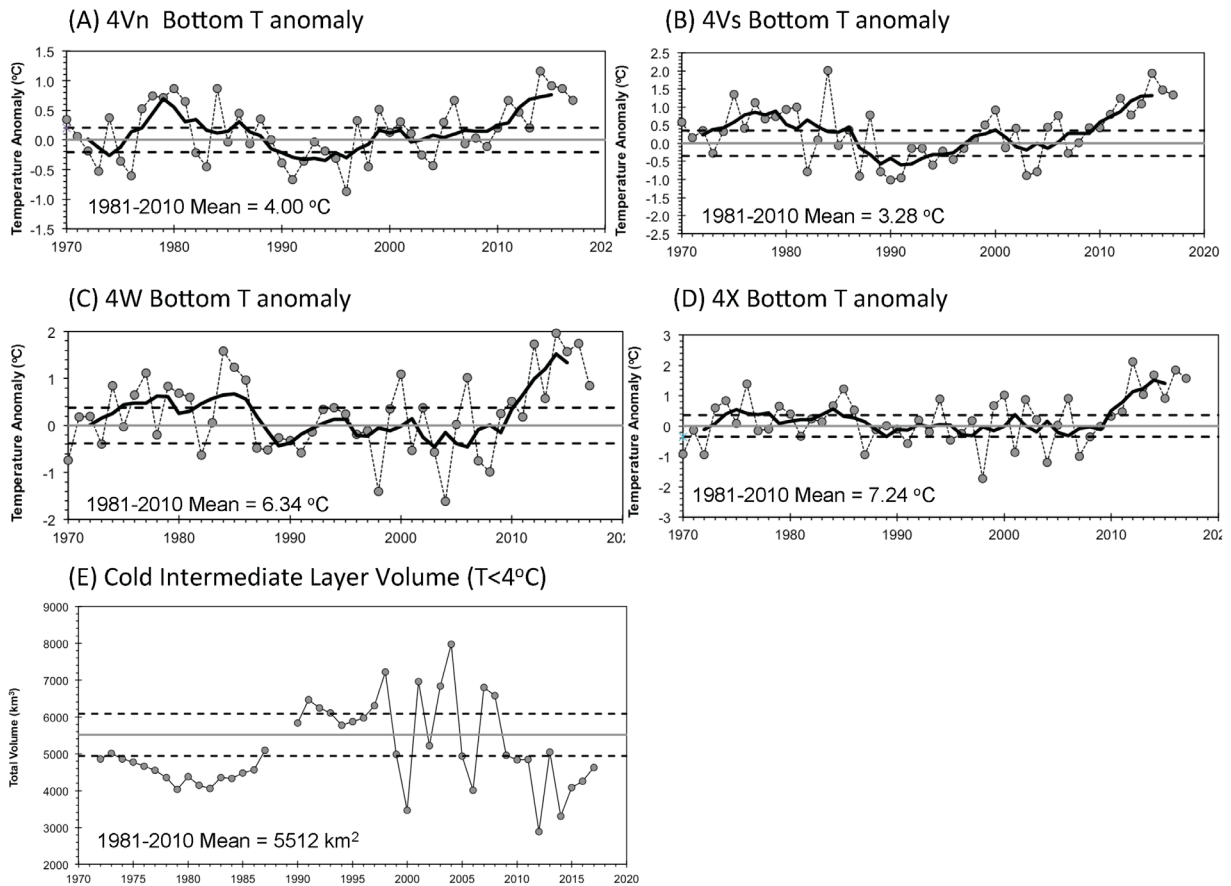 (A) 4Vn Bottom T anomaly
Temperature Anomaly (°C)
1.5
1.0
0.5
0.0
-0.5
-1.0
-1.5
1981-2010 Mean = 4.00 °C
1970 1980 1990 2000 2010 202
(B) 4Vs Bottom T anomaly
Temperature Anomaly (°C)
2.5
2.0
1.5
1.0
0.5
0.0
-0.5
-1.0
-1.5
-2.0
-2.5
1981-2010 Mean = 3.28 °C
1970 1980 1990 2000 2010 2020
(C) 4W Bottom T anomaly
Temperature Anomaly (°C)
2
1
0
-1
-2
1981-2010 Mean = 6.34 °C
1970 1980 1990 2000 2010
(D) 4X Bottom T anomaly
Temperature Anomaly (°C)
3
2
1
0
-1
-2
-3
1981-2010 Mean = 7.24 °C
1970 1980 1990 2000 2010 202
(E) Cold Intermediate Layer Volume (T<4°C)
Total Volume (km³)
9000
8000
7000
6000
5000
4000
3000
2000
1981-2010 Mean = 5512 km²
1970 1975 1980 1985 1990 1995 2000 2005 2010 2015 2020